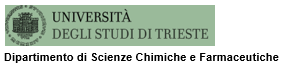 UNIVERSITÀ
DEGLI STUDI DI TRIESTE
Dipartimento di Scienze Chimiche e Farmaceutiche